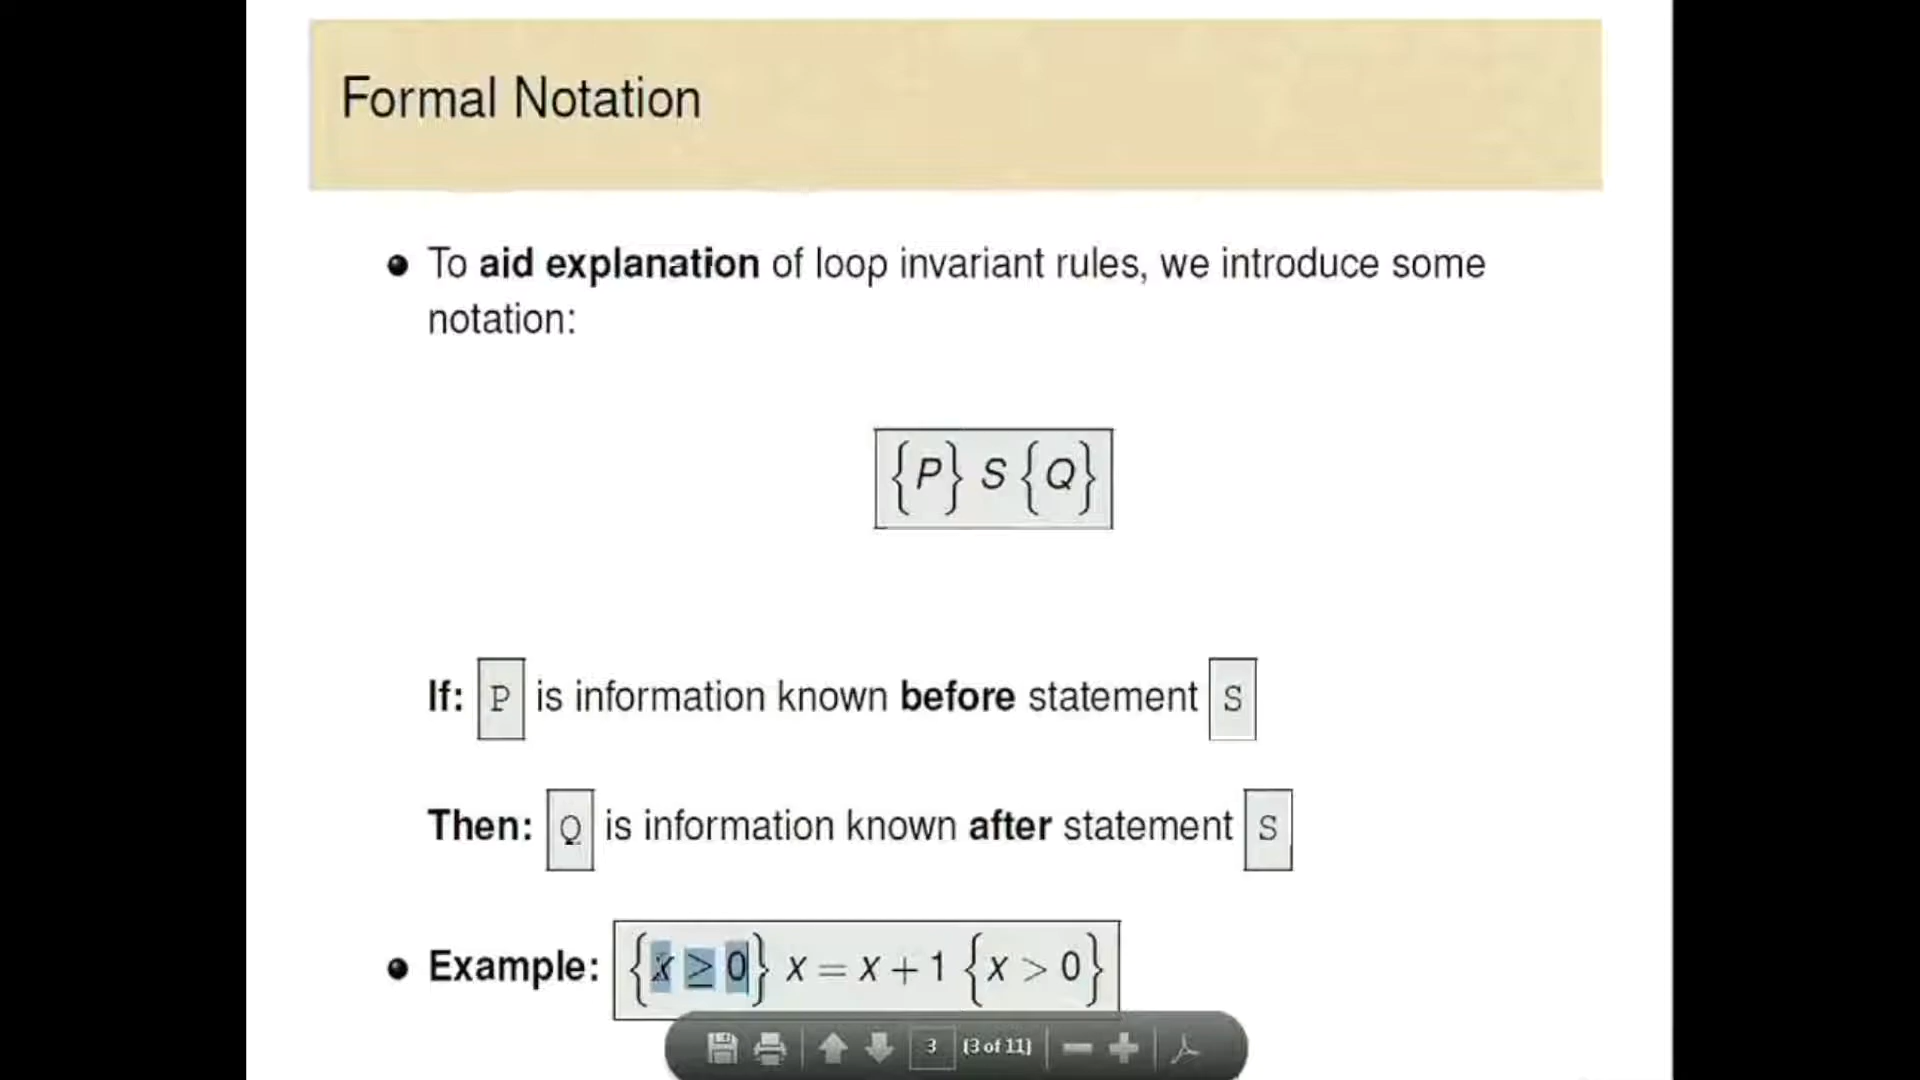 Formal Notation
To aid explanation of loop invariant rules, we introduce some
notation:
{P} S {Q}
If: P is information known before statement S
Then: Q is information known after statement S
Example: {x ≥ 0} x = x + 1 {x > 0}
3 (3 of 11)